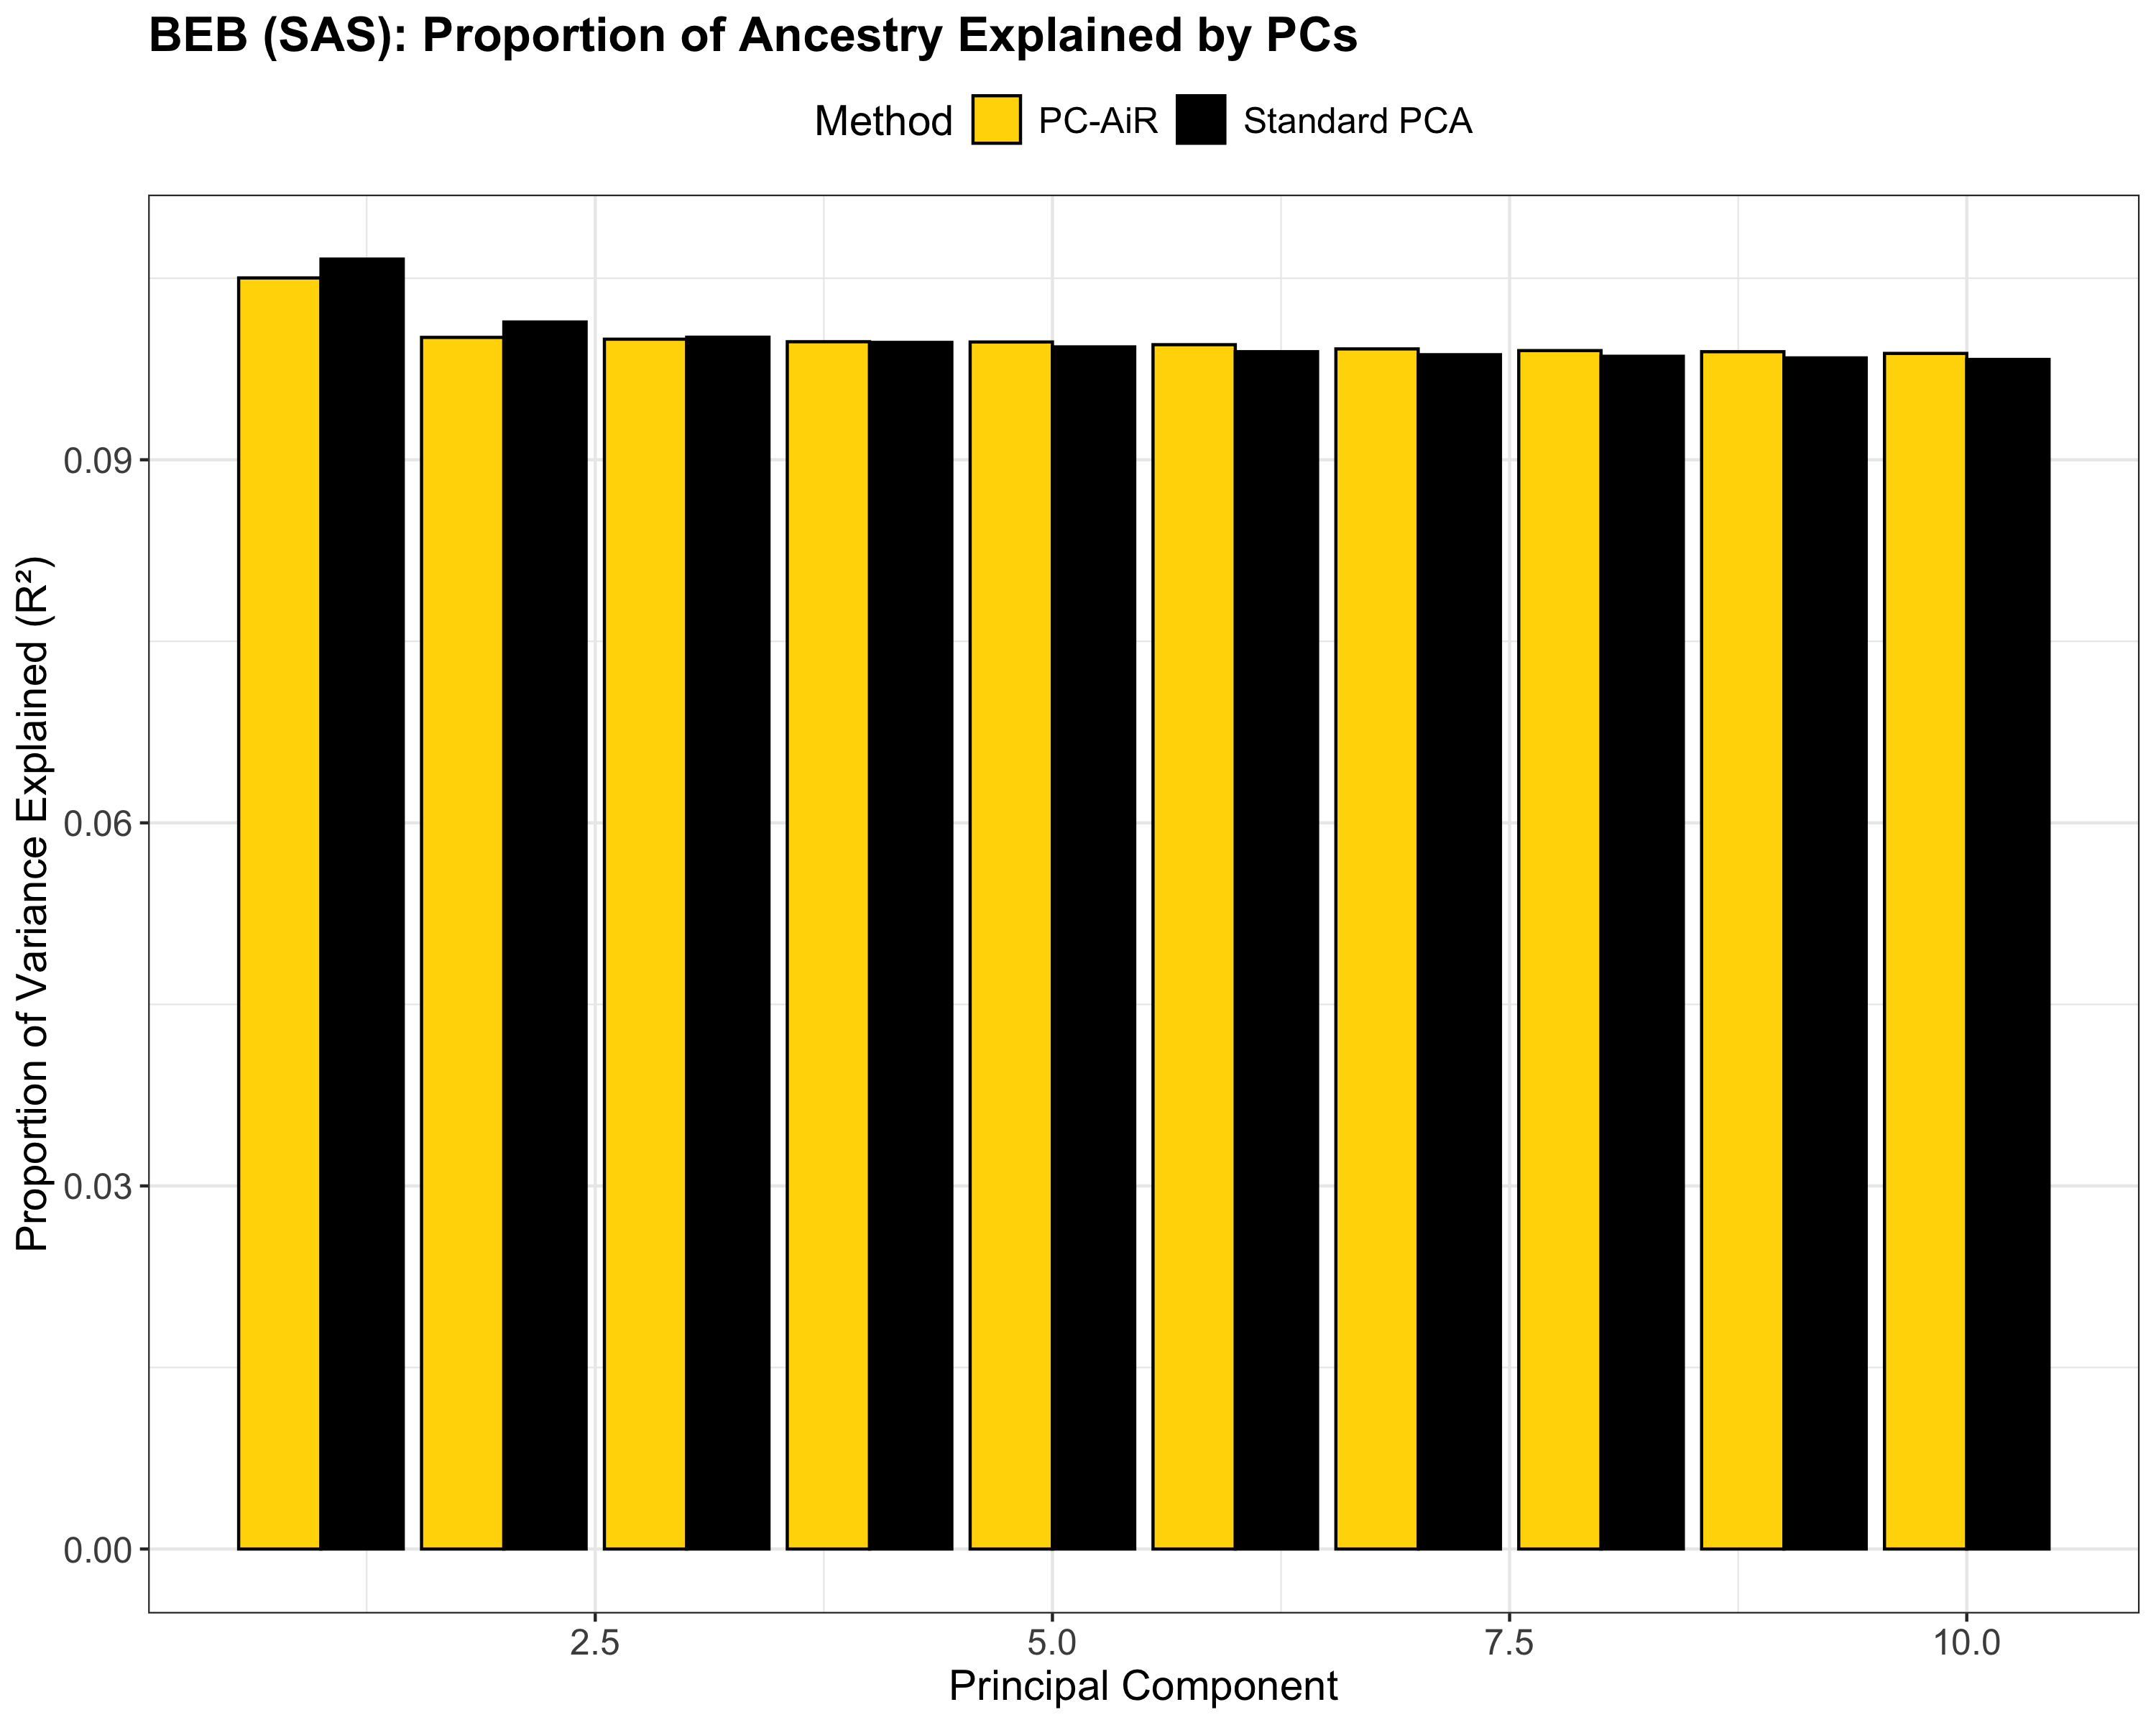 BEB (SAS): Proportion of Ancestry Explained by PCs
Method PC-AiR Standard PCA
Proportion of Variance Explained (R²)
0.09
0.06
0.03
0.00
2.5 5.0 7.5 10.0
Principal Component